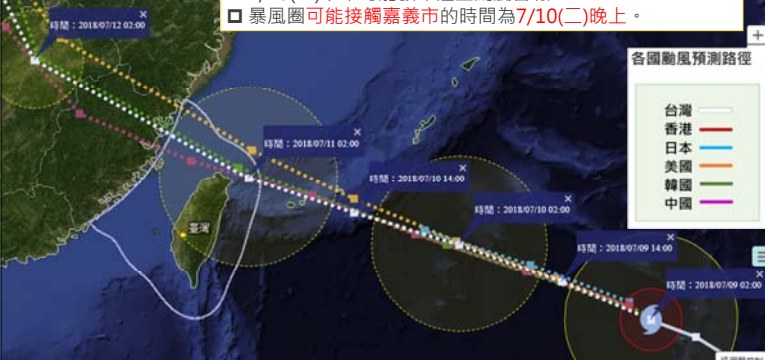 暴風圈可能接觸嘉義市的時間為7/10(二)晚上。
時間：2018/07/12 02:00
各國颱風預測路徑
台灣
香港
日本
美國
韓國
中國
時間：2018/07/11 02:00
時間：2018/07/10 14:00
時間：2018/07/10 02:00
臺灣
時間：2018/07/09 14:00
時間：2018/07/09 02:00